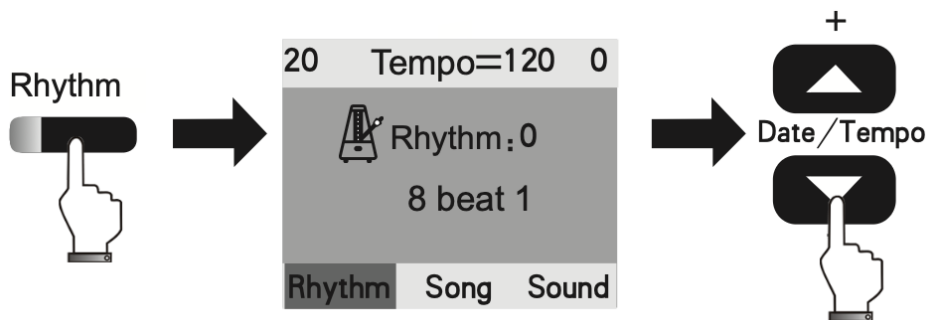 Rhythm
20 Tempo=120 0
Rhythm:0
8 beat 1
Rhythm Song Sound
+
Date/Tempo